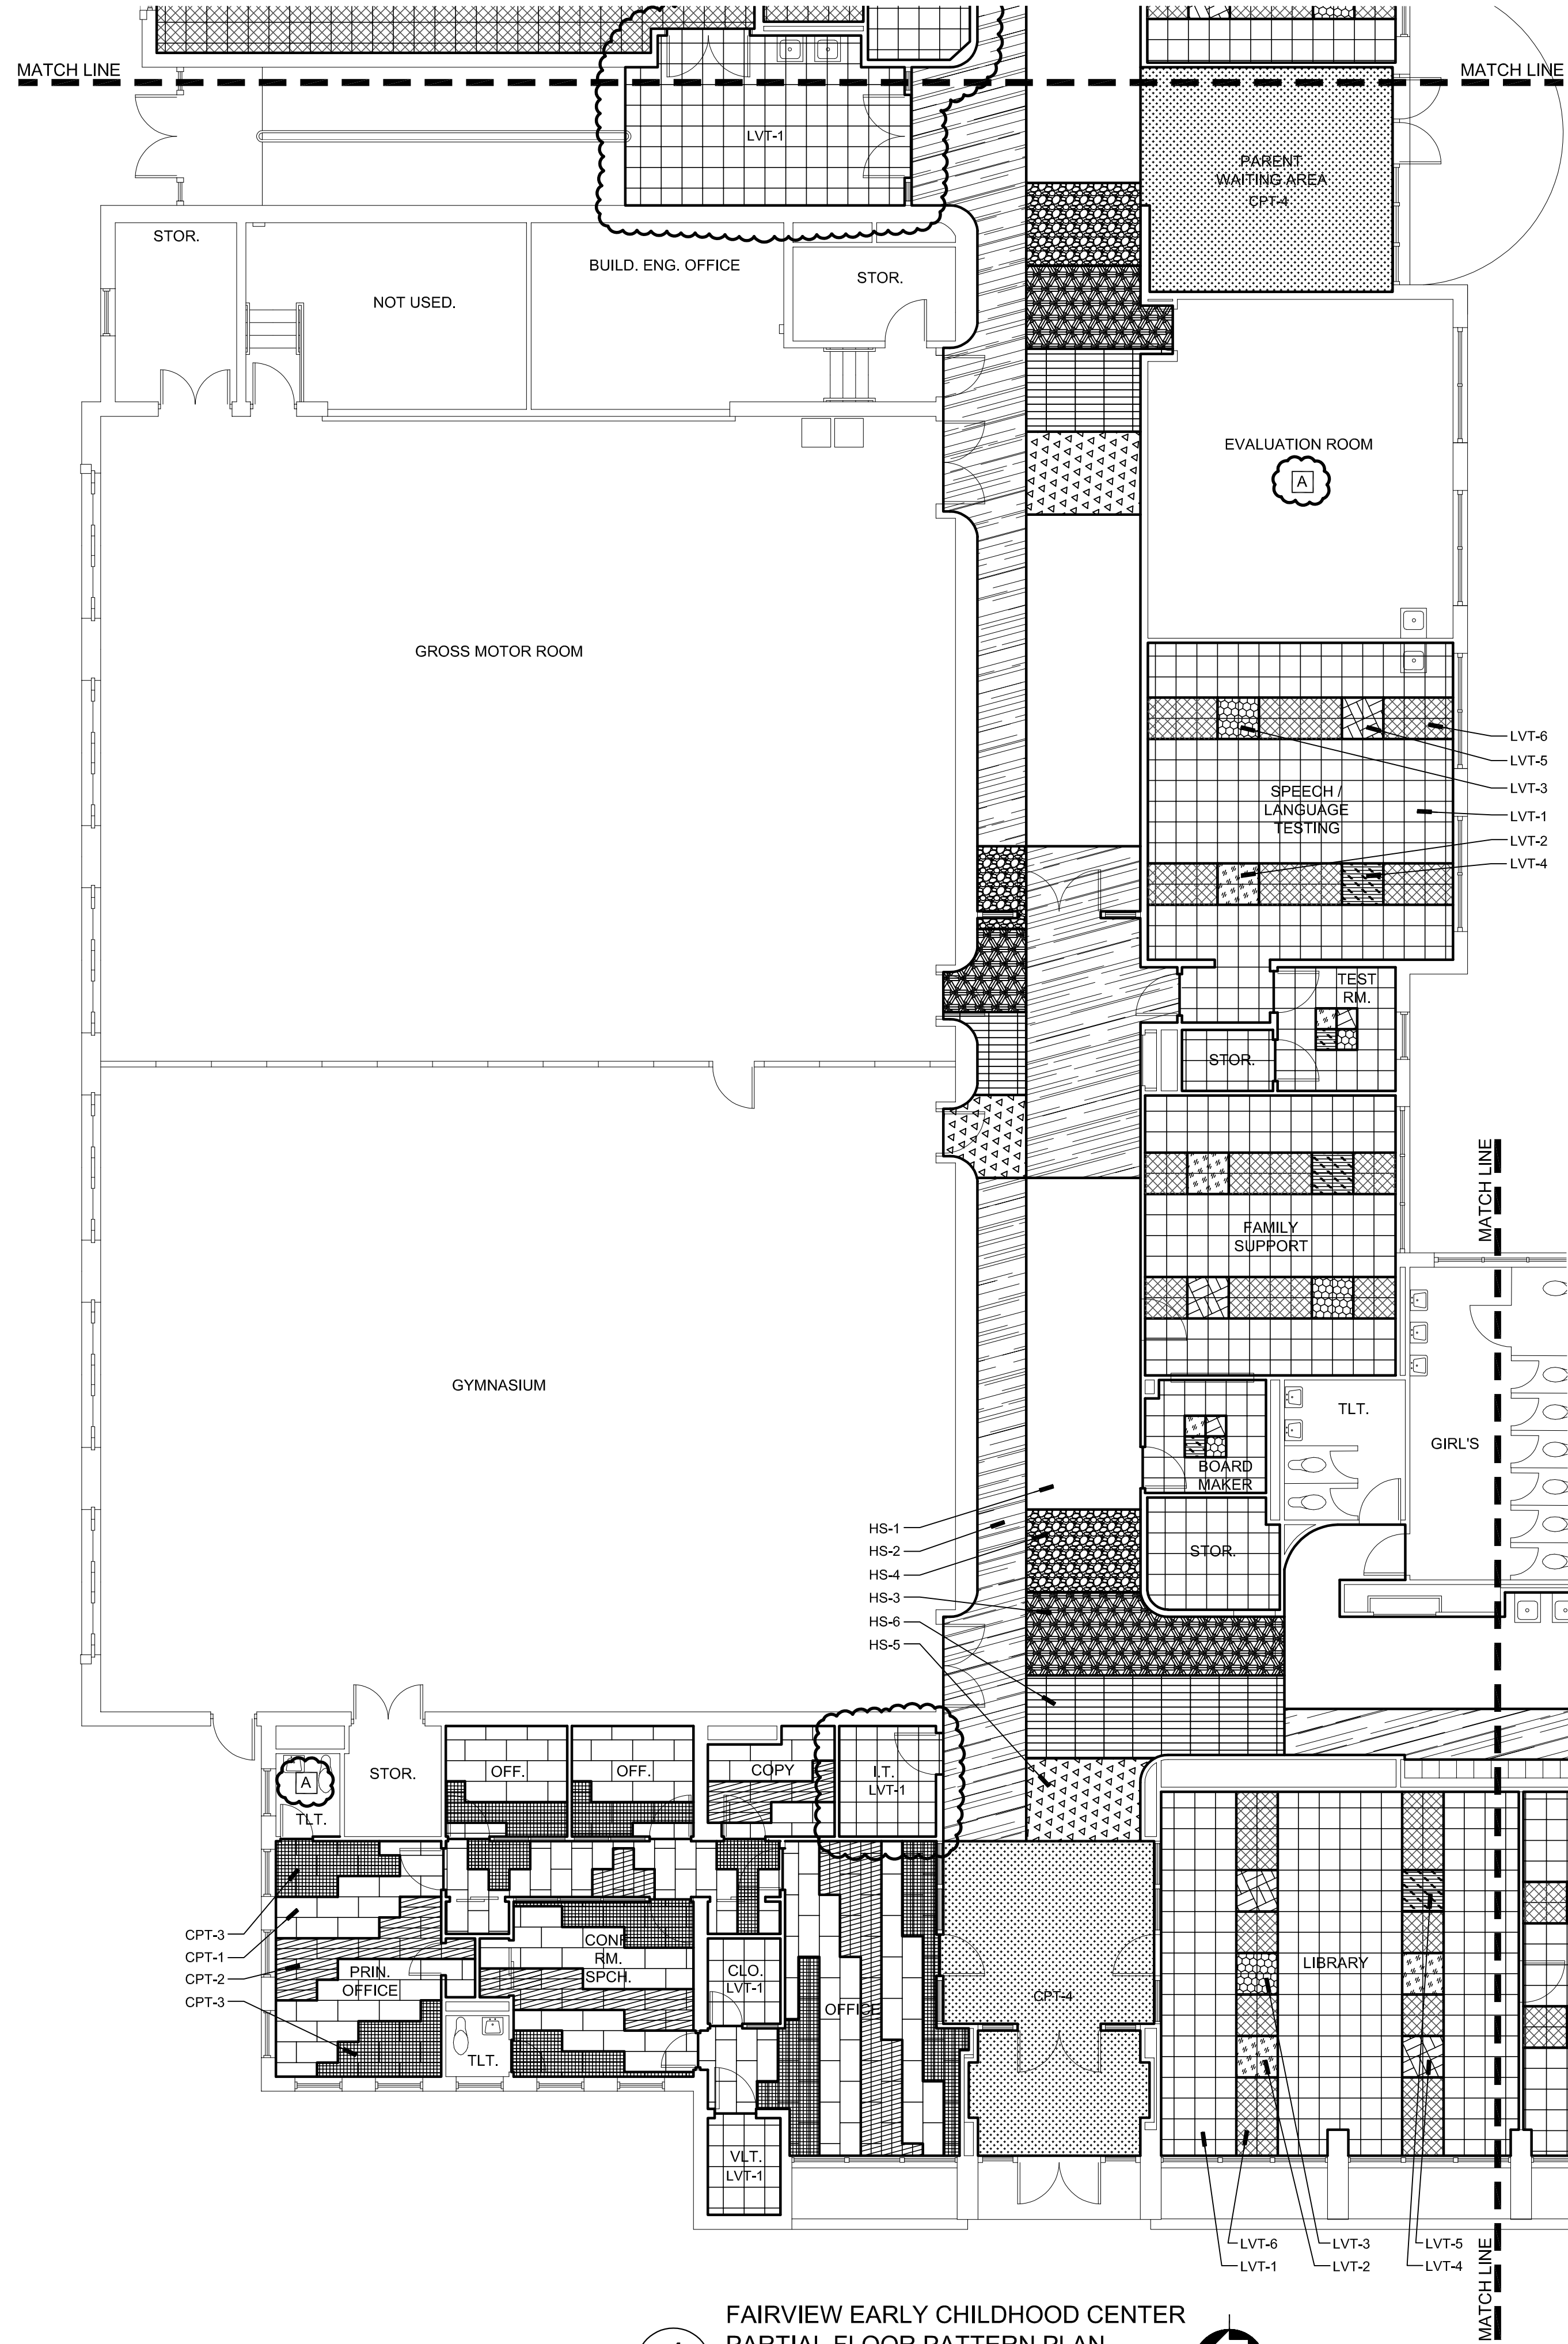 MATCH LINE
MATCH LINE
LVT-1
PARENT
WAITING AREA
CPT-4
STOR.
BUILD. ENG. OFFICE
STOR.
NOT USED.
EVALUATION ROOM
A
GROSS MOTOR ROOM
LVT-6
LVT-5
LVT-3
LVT-1
LVT-2
LVT-4
SPEECH /
LANGUAGE
TESTING
TEST
RM.
STOR.
MATCH LINE
FAMILY
SUPPORT
GYMNASIUM
TLT.
GIRL'S
BOARD
MAKER
STOR.
HS-1
HS-2
HS-4
HS-3
HS-6
HS-5
A
TLT.
STOR.
OFF.
OFF.
COPY
I.T.
LVT-1
CPT-3
CPT-1
CPT-2
CPT-3
PRIN.
OFFICE
CONF
RM.
SPCH.
CLO.
LVT-1
OFFICE
CPT-4
LIBRARY
TLT.
VLT.
LVT-1
LVT-6
LVT-1
LVT-3
LVT-2
LVT-5
LVT-4
MATCH LINE
FAIRVIEW EARLY CHILDHOOD CENTER
PARTIAL FLOOR PATTERN PLAN